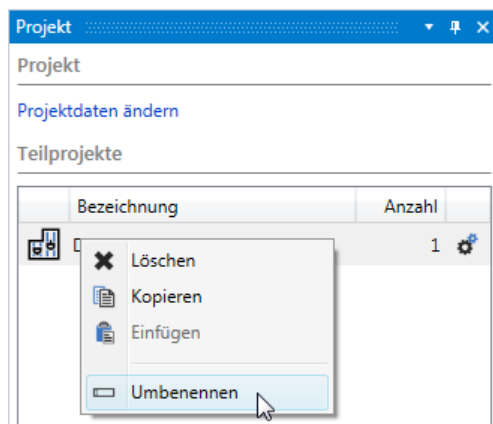 Projekt
Projekt
Projektdaten ändern
Teilprojekte
Bezeichnung Anzahl
1
Löschen
Kopieren
Einfügen
Umbenennen